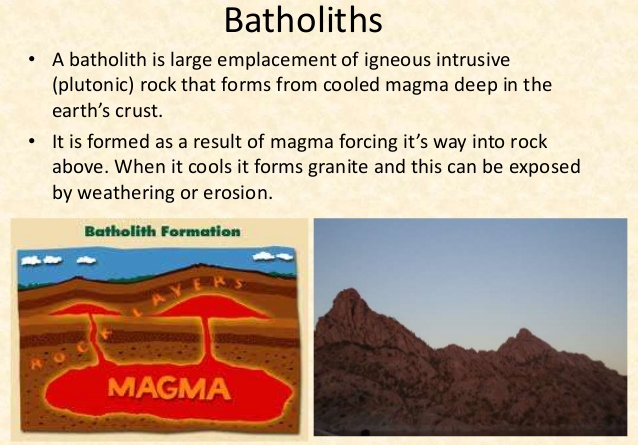 Batholiths
• A batholith is large emplacement of igneous intrusive
(plutonic) rock that forms from cooled magma deep in the
earth's crust.
• It is formed as a result of magma forcing it's way into rock
above. When it cools it forms granite and this can be exposed
by weathering or erosion.
Batholith Formation
ROCK LAYERS
MAGMA